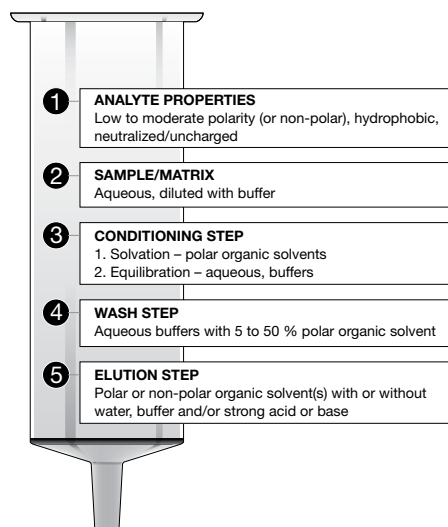 1
ANALYTE PROPERTIES
Low to moderate polarity (or non-polar), hydrophobic,
neutralized/uncharged
2
SAMPLE/MATRIX
Aqueous, diluted with buffer
3
CONDITIONING STEP
1. Solvation – polar organic solvents
2. Equilibration – aqueous, buffers
4
WASH STEP
Aqueous buffers with 5 to 50 % polar organic solvent
5
ELUTION STEP
Polar or non-polar organic solvent(s) with or without
water, buffer and/or strong acid or base